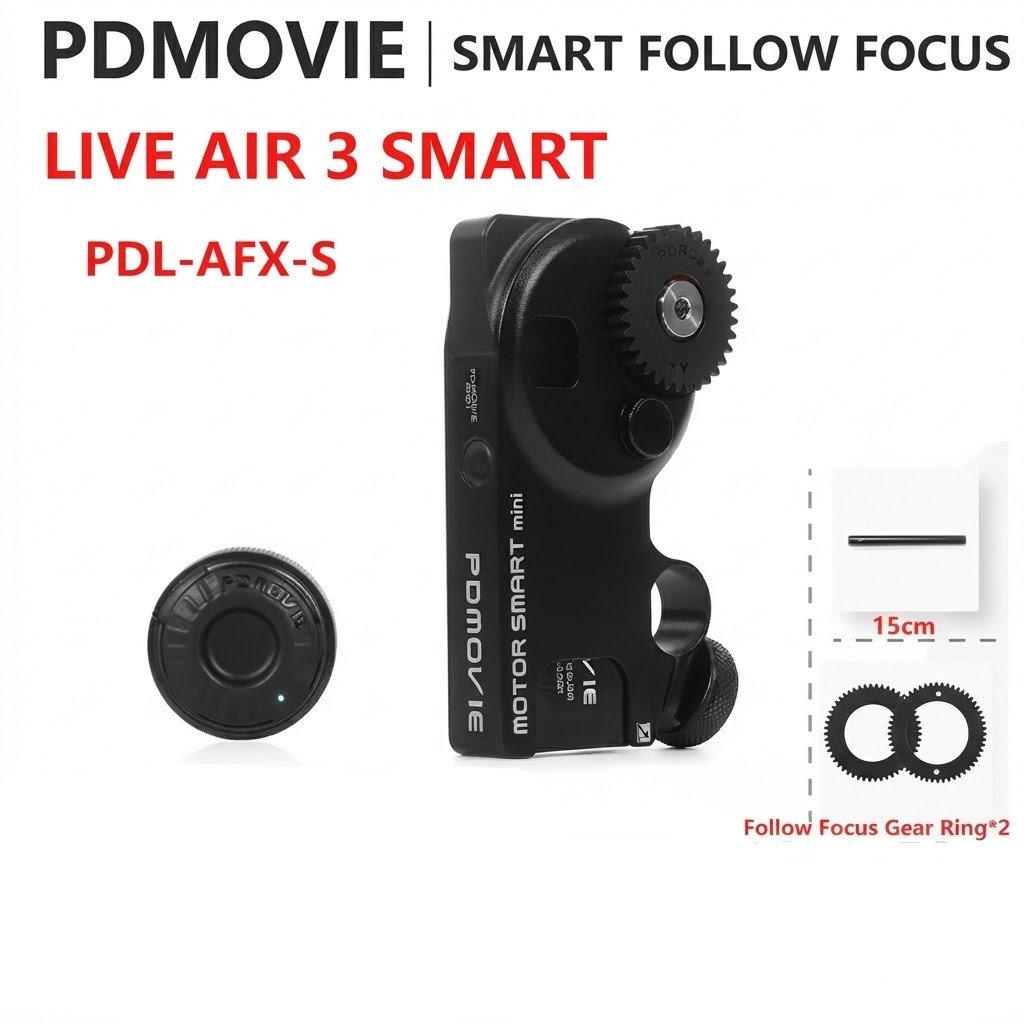 PDMOVIE | SMART FOLLOW FOCUS
LIVE AIR 3 SMART
PDL-AFX-S
PDMOVIE
MOTOR SMART mini
PDMOVIE
15cm
Follow Focus Gear Ring*2